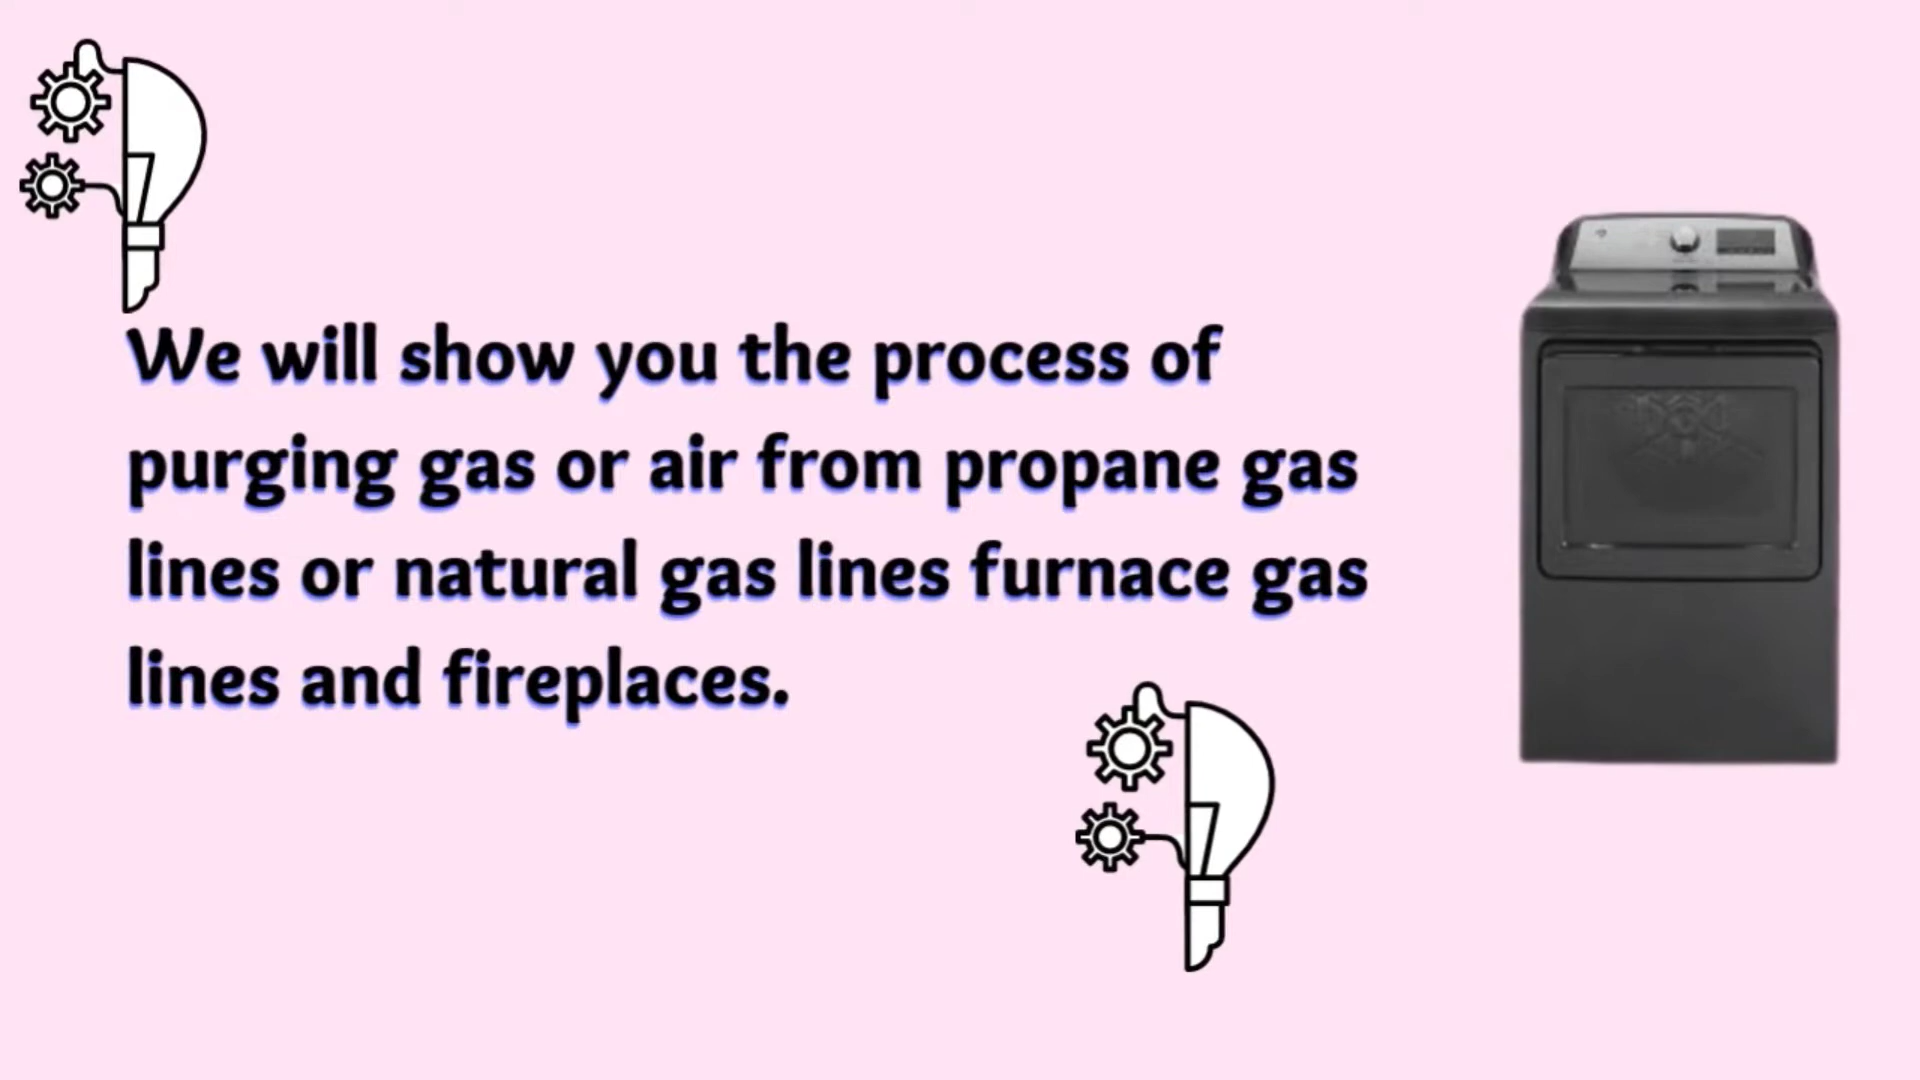 We will show you the process of
purging gas or air from propane gas
lines or natural gas lines furnace gas
lines and fireplaces.